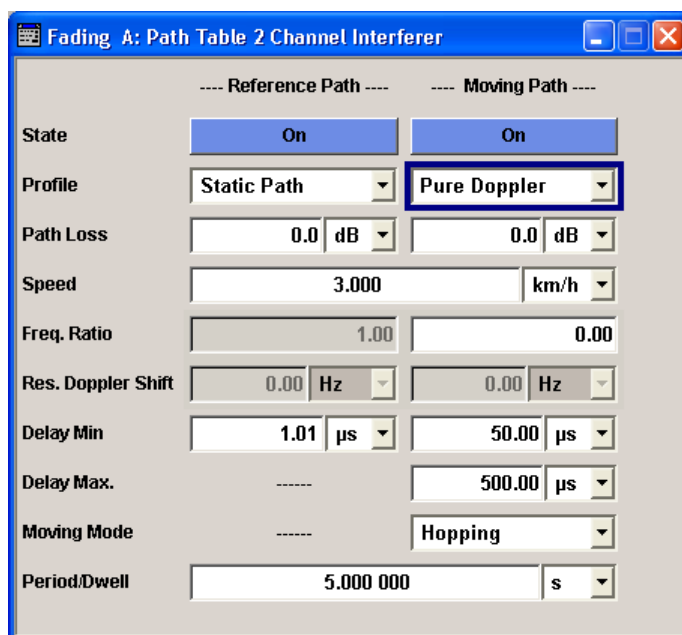 Fading A: Path Table 2 Channel Interferer
---- Reference Path ---- ---- Moving Path ----
State On On
Profile Static Path Pure Doppler
Path Loss 0.0 dB 0.0 dB
Speed 3.000 km/h
Freq. Ratio 1.00 0.00
Res. Doppler Shift 0.00 Hz 0.00 Hz
Delay Min 1.01 µs 50.00 µs
Delay Max. ------ 500.00 µs
Moving Mode ------ Hopping
Period/Dwell 5.000 000 s